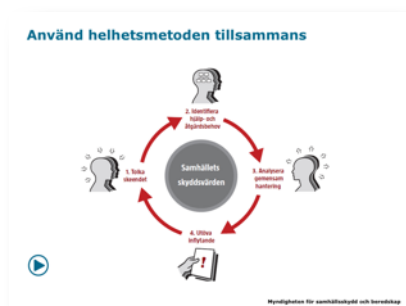 Använd helhetsmetoden tillsammans
2. Identifiera
hjälp- och
åtgärdsbehov
1. Tolka
skeendet
Samhällets
skyddsvärden
3. Analysera
gemensam
hantering
4. Utöva
inflytande
!
Myndigheten för samhällsskydd och beredskap